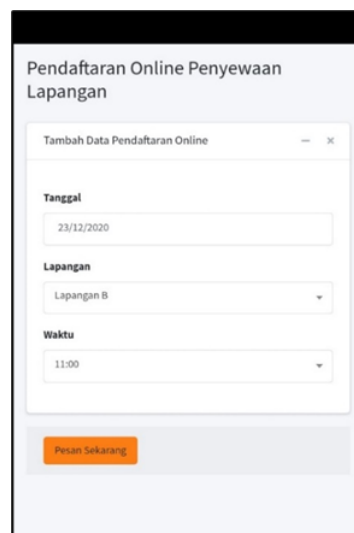 Pendaftaran Online Penyewaan
Lapangan
Tambah Data Pendaftaran Online
Tanggal
23/12/2020
Lapangan
Lapangan B
Waktu
11:00
Pesan Sekarang